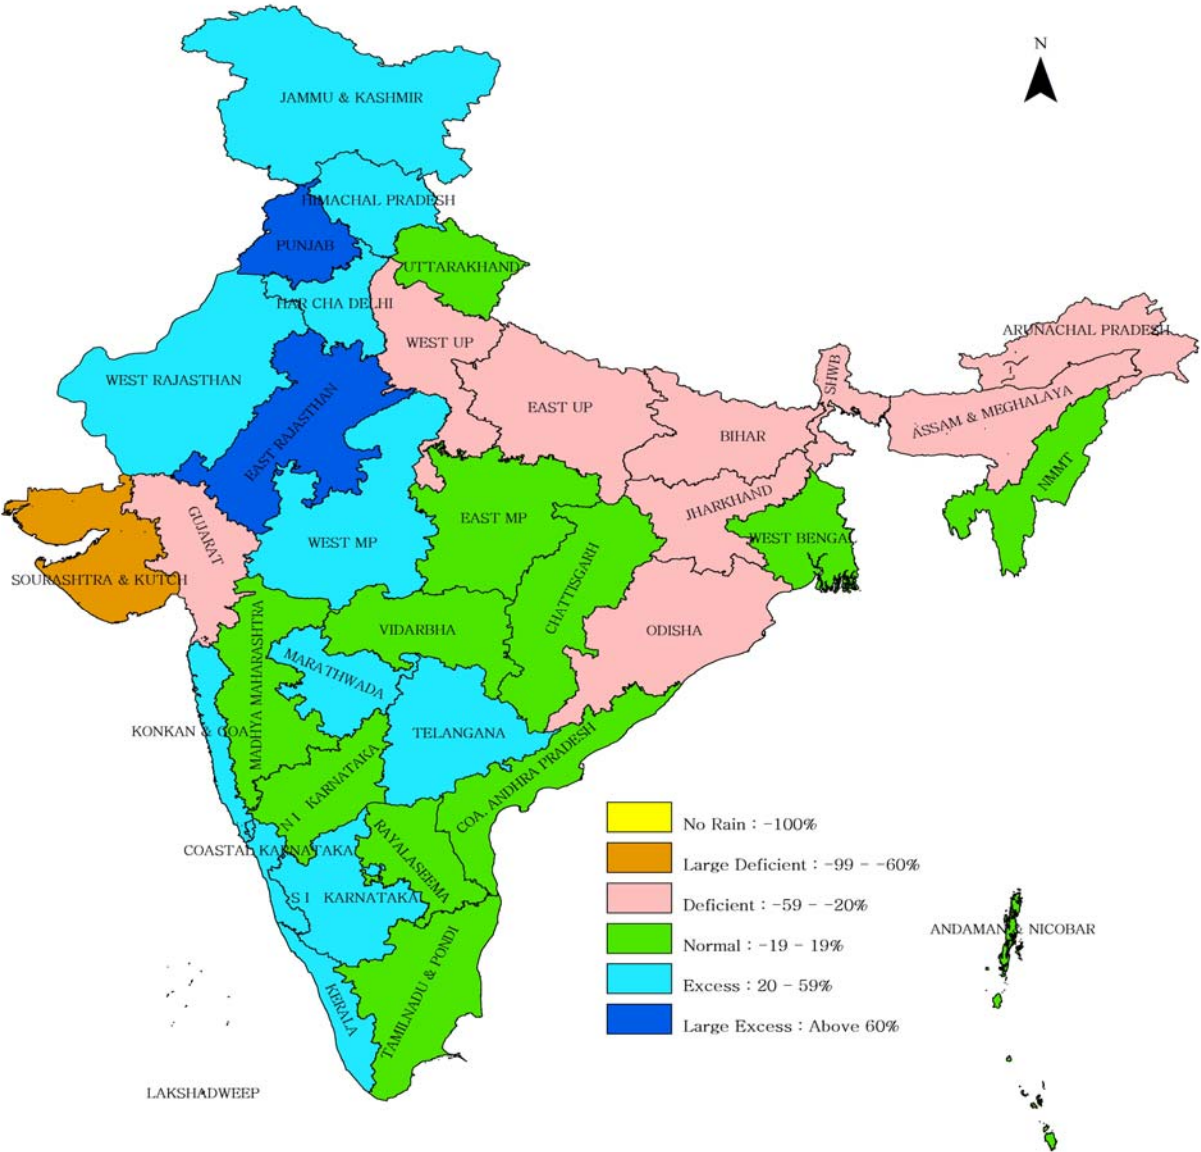 N
JAMMU & KASHMIR
HIMACHAL PRADESH
PUNJAB
UTTARAKHAND
HAR CHA DELHI
ARUNACHAL PRADESH
WEST UP
WEST RAJASTHAN
SHWB
EAST UP
ASSAM & MEGHALAYA
EAST RAJASTHAN
BIHAR
NMMT
JHARKHAND
GUJARAT
EAST MP
WEST MP
WEST BENGAL
SOURASHTRA & KUTCH
CHATTISGARH
VIDARBHA
ODISHA
MADHYA MAHARASHTRA
MARATHWADA
KONKAN & GOA
TELANGANA
COA. ANDHRA PRADESH
N I KARNATAKA
COASTAL KARNATAKA
RAYALASEEMA
S I KARNATAKA
TAMILNADU & PONDI
KERALA
LAKSHADWEEP
ANDAMAN & NICOBAR
No Rain : -100%
Large Deficient : -99 - -60%
Deficient : -59 - -20%
Normal : -19 - 19%
Excess : 20 - 59%
Large Excess : Above 60%